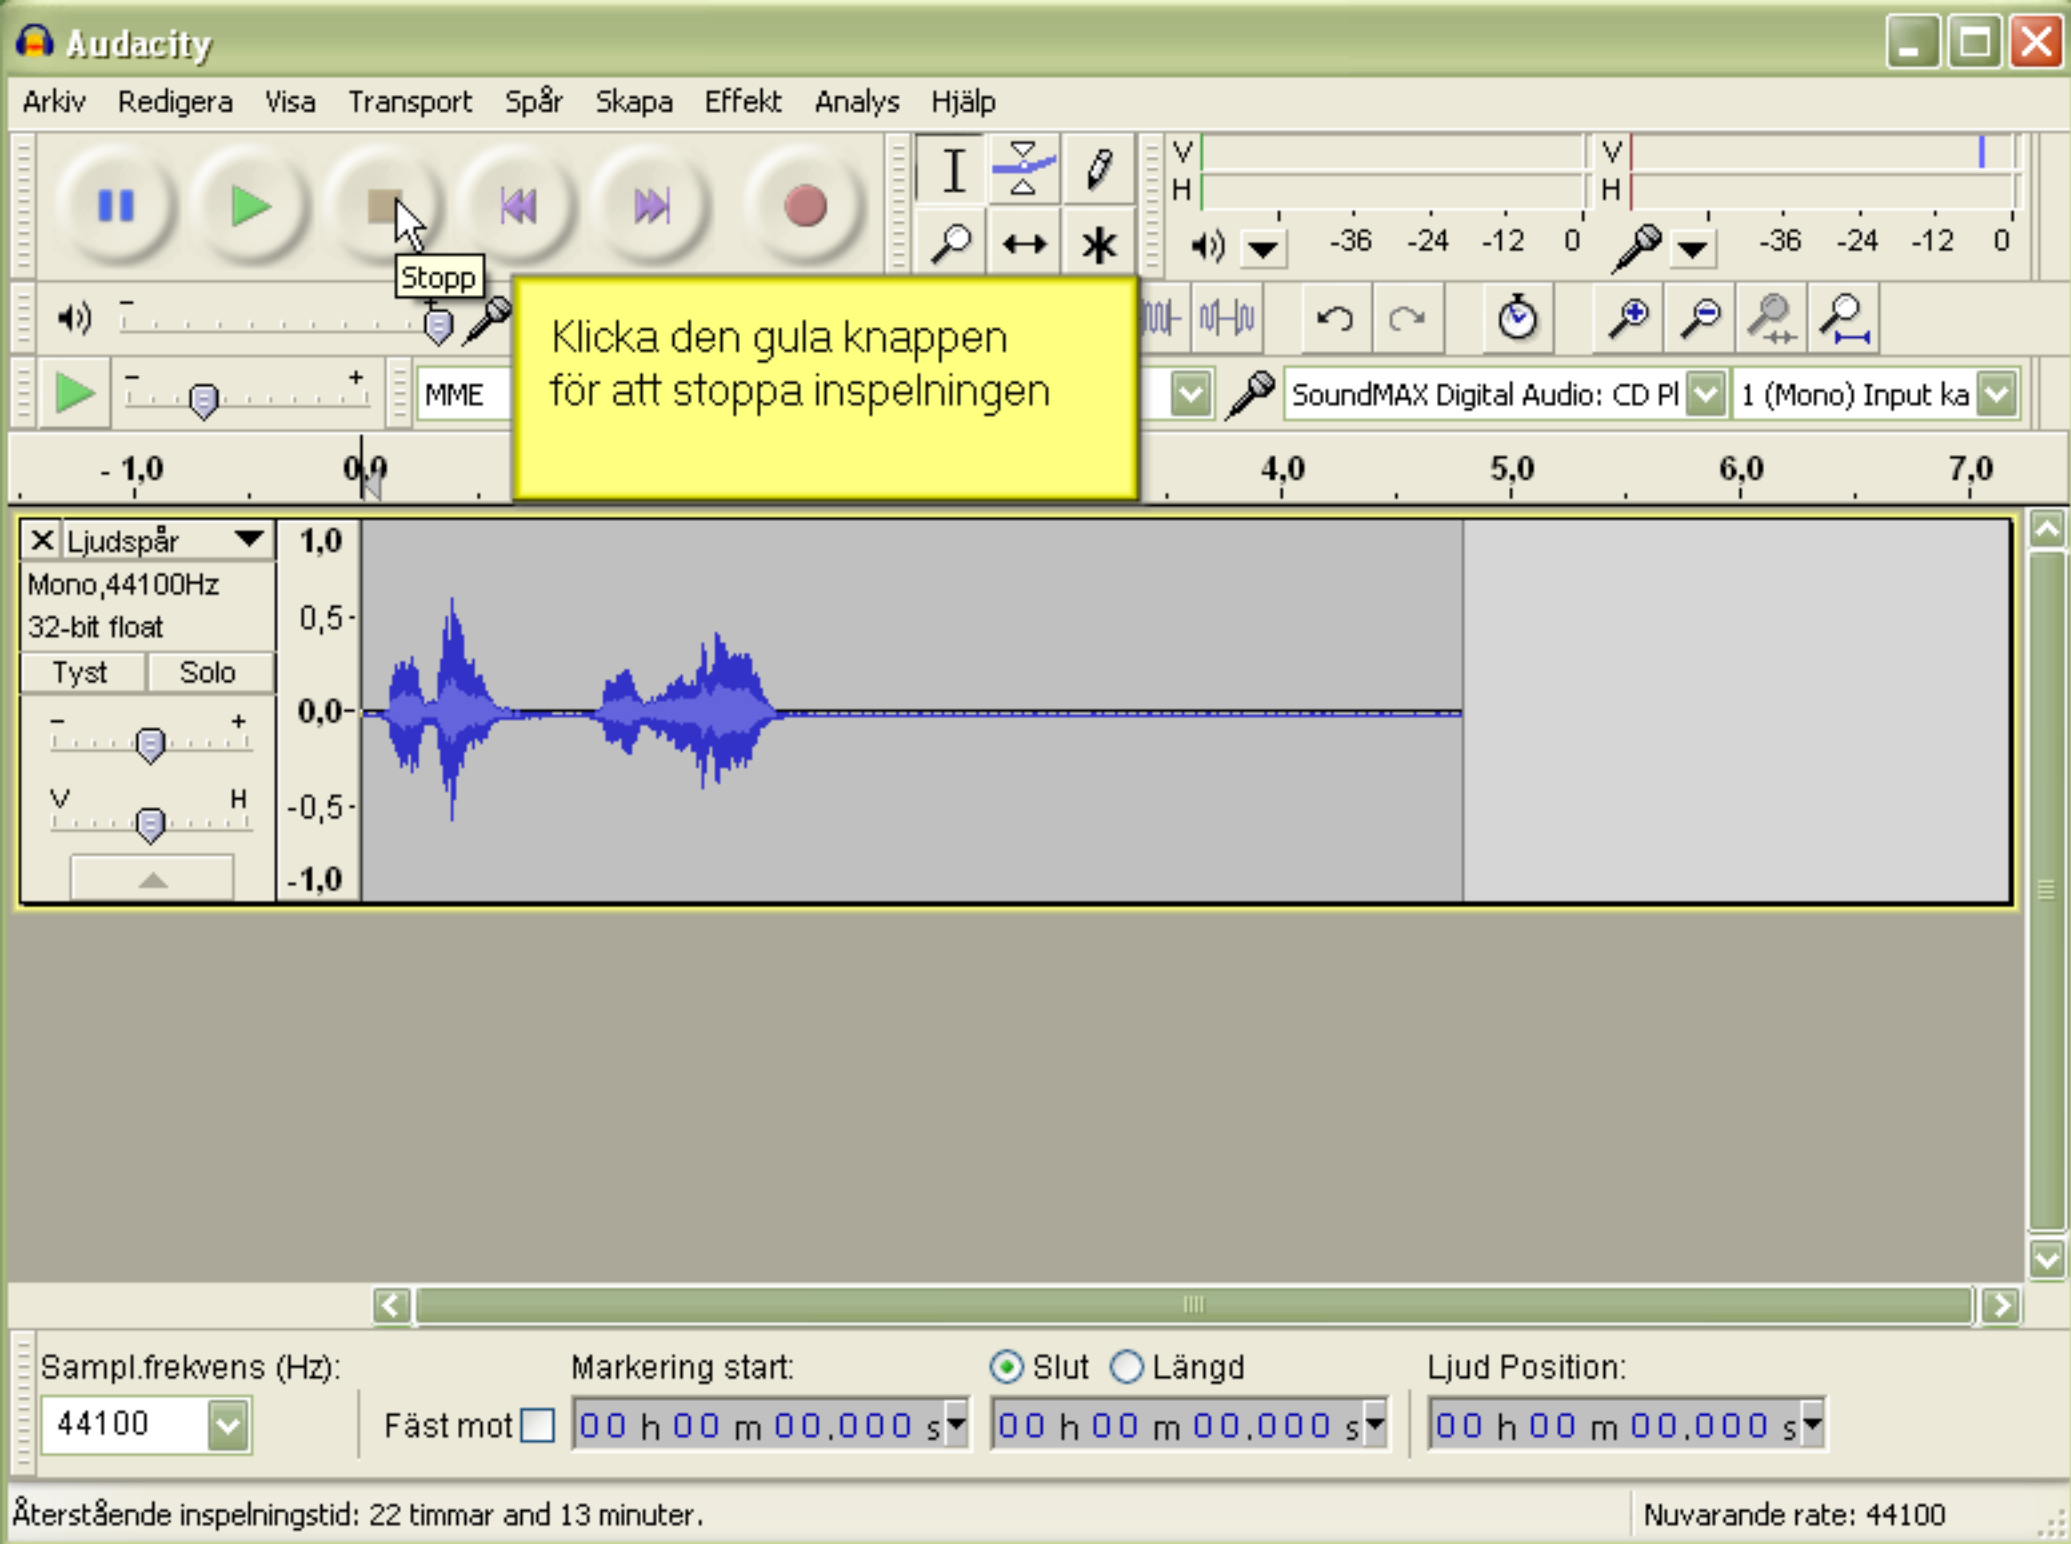 Audacity
Arkiv Redigera Visa Transport Spår Skapa Effekt Analys Hjälp
V V
H H
-36 -24 -12 0 -36 -24 -12 0
Stopp
- +
Klicka den gula knappen
för att stoppa inspelningen
- +
MME
SoundMAX Digital Audio: CD Pl 1 (Mono) Input ka
- 1,0 0,0 4,0 5,0 6,0 7,0
Ljudspår
Mono,44100Hz
32-bit float
Tyst Solo
- +
V H
1,0
0,5-
0,0-
-0,5-
-1,0
Sampl.frekvens (Hz): Markering start: Slut Längd Ljud Position:
44100 Fäst mot 00 h 00 m 00.000 s 00 h 00 m 00.000 s 00 h 00 m 00.000 s
Återstående inspelningstid: 22 timmar and 13 minuter. Nuvarande rate: 44100